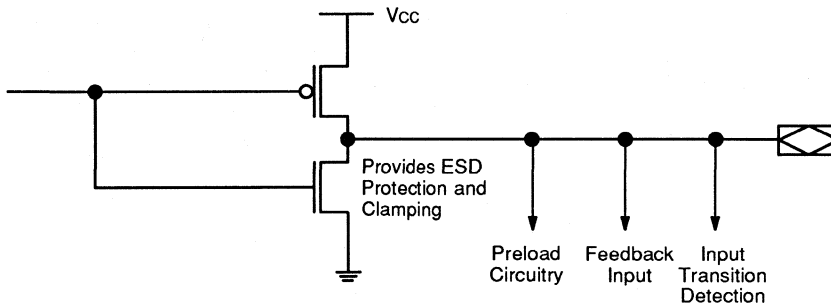 Vcc
Provides ESD
Protection and
Clamping
Preload
Circuitry
Feedback
Input
Input
Transition
Detection